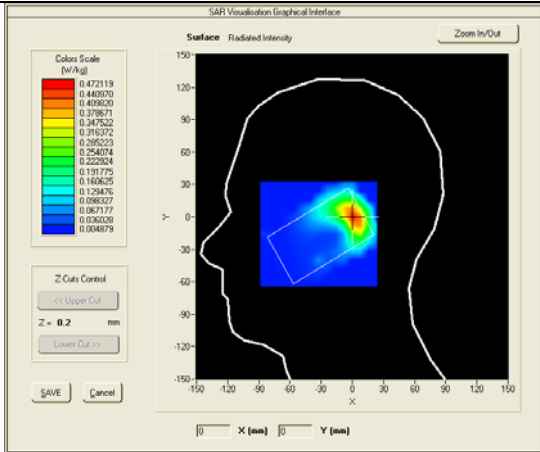 SAR Visualisation Graphical Interface
Surface Radiated Intensity
Zoom In/Out
Colors Scale
(W/kg)
0.472119
0.440970
0.409820
0.378671
0.347522
0.316372
0.285223
0.254074
0.222924
0.191775
0.160625
0.129476
0.098327
0.067177
0.036028
0.004879
Z-Cuts Control
<< Upper Cut
Z = 0.2 mm
Lower Cut >>
SAVE Cancel
150
120
90
60
30
0
-30
-60
-90
-120
-150
Y
-150 -120 -90 -60 -30 0 30 60 90 120 150
X
0 X (mm) 0 Y (mm)